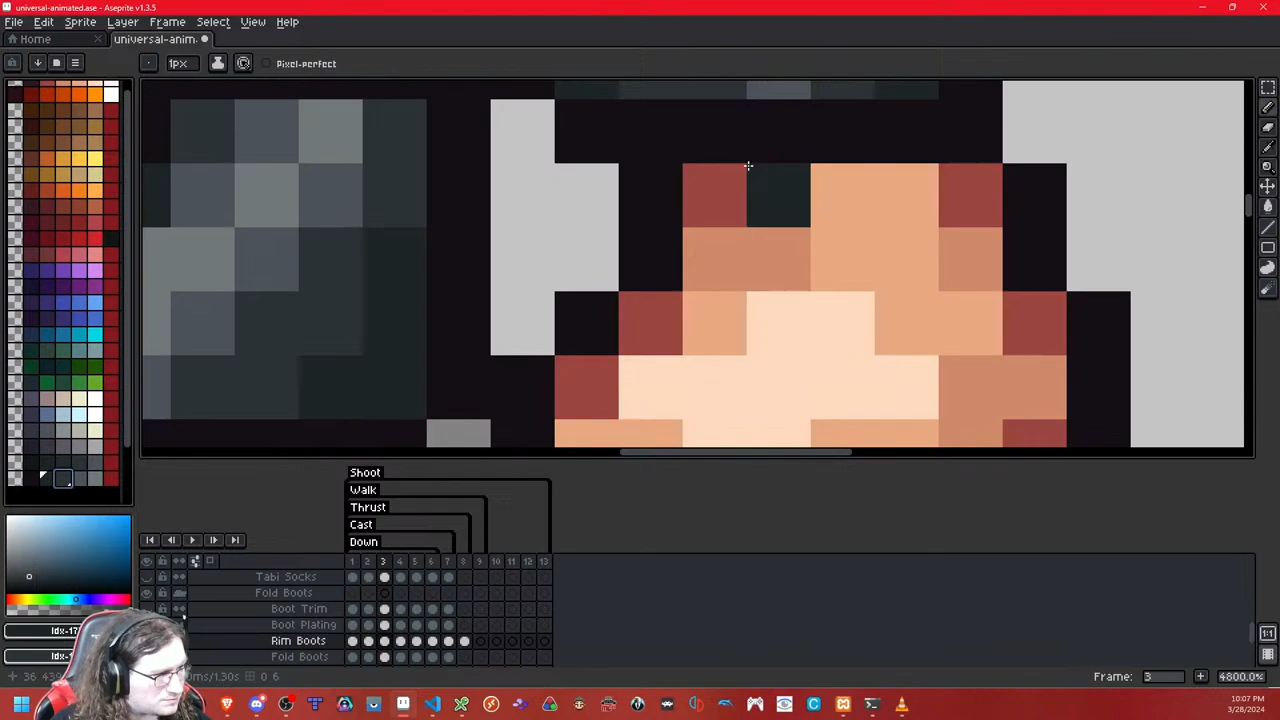 universal-animated.ase - Aseprite v1.3.5
File Edit Sprite Layer Frame Select View Help
Home universal-anim.
1px Pixel-perfect
Shoot
Walk
Thrust
Cast
Down
1 2 3 4 5 6 7 8 9 10 11 12 13
Tabi Socks
Fold Boots
Boot Trim
Boot Plating
Rim Boots
Fold Boots
Frame: 3 4800.0%
1:1
10:07 PM
3/28/2024